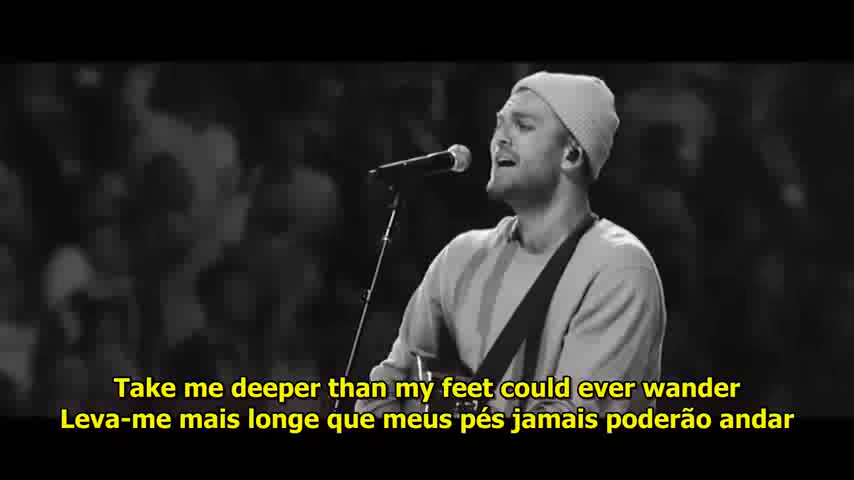 Take me deeper than my feet could ever wander
Leva-me mais longe que meus pés jamais poderão andar